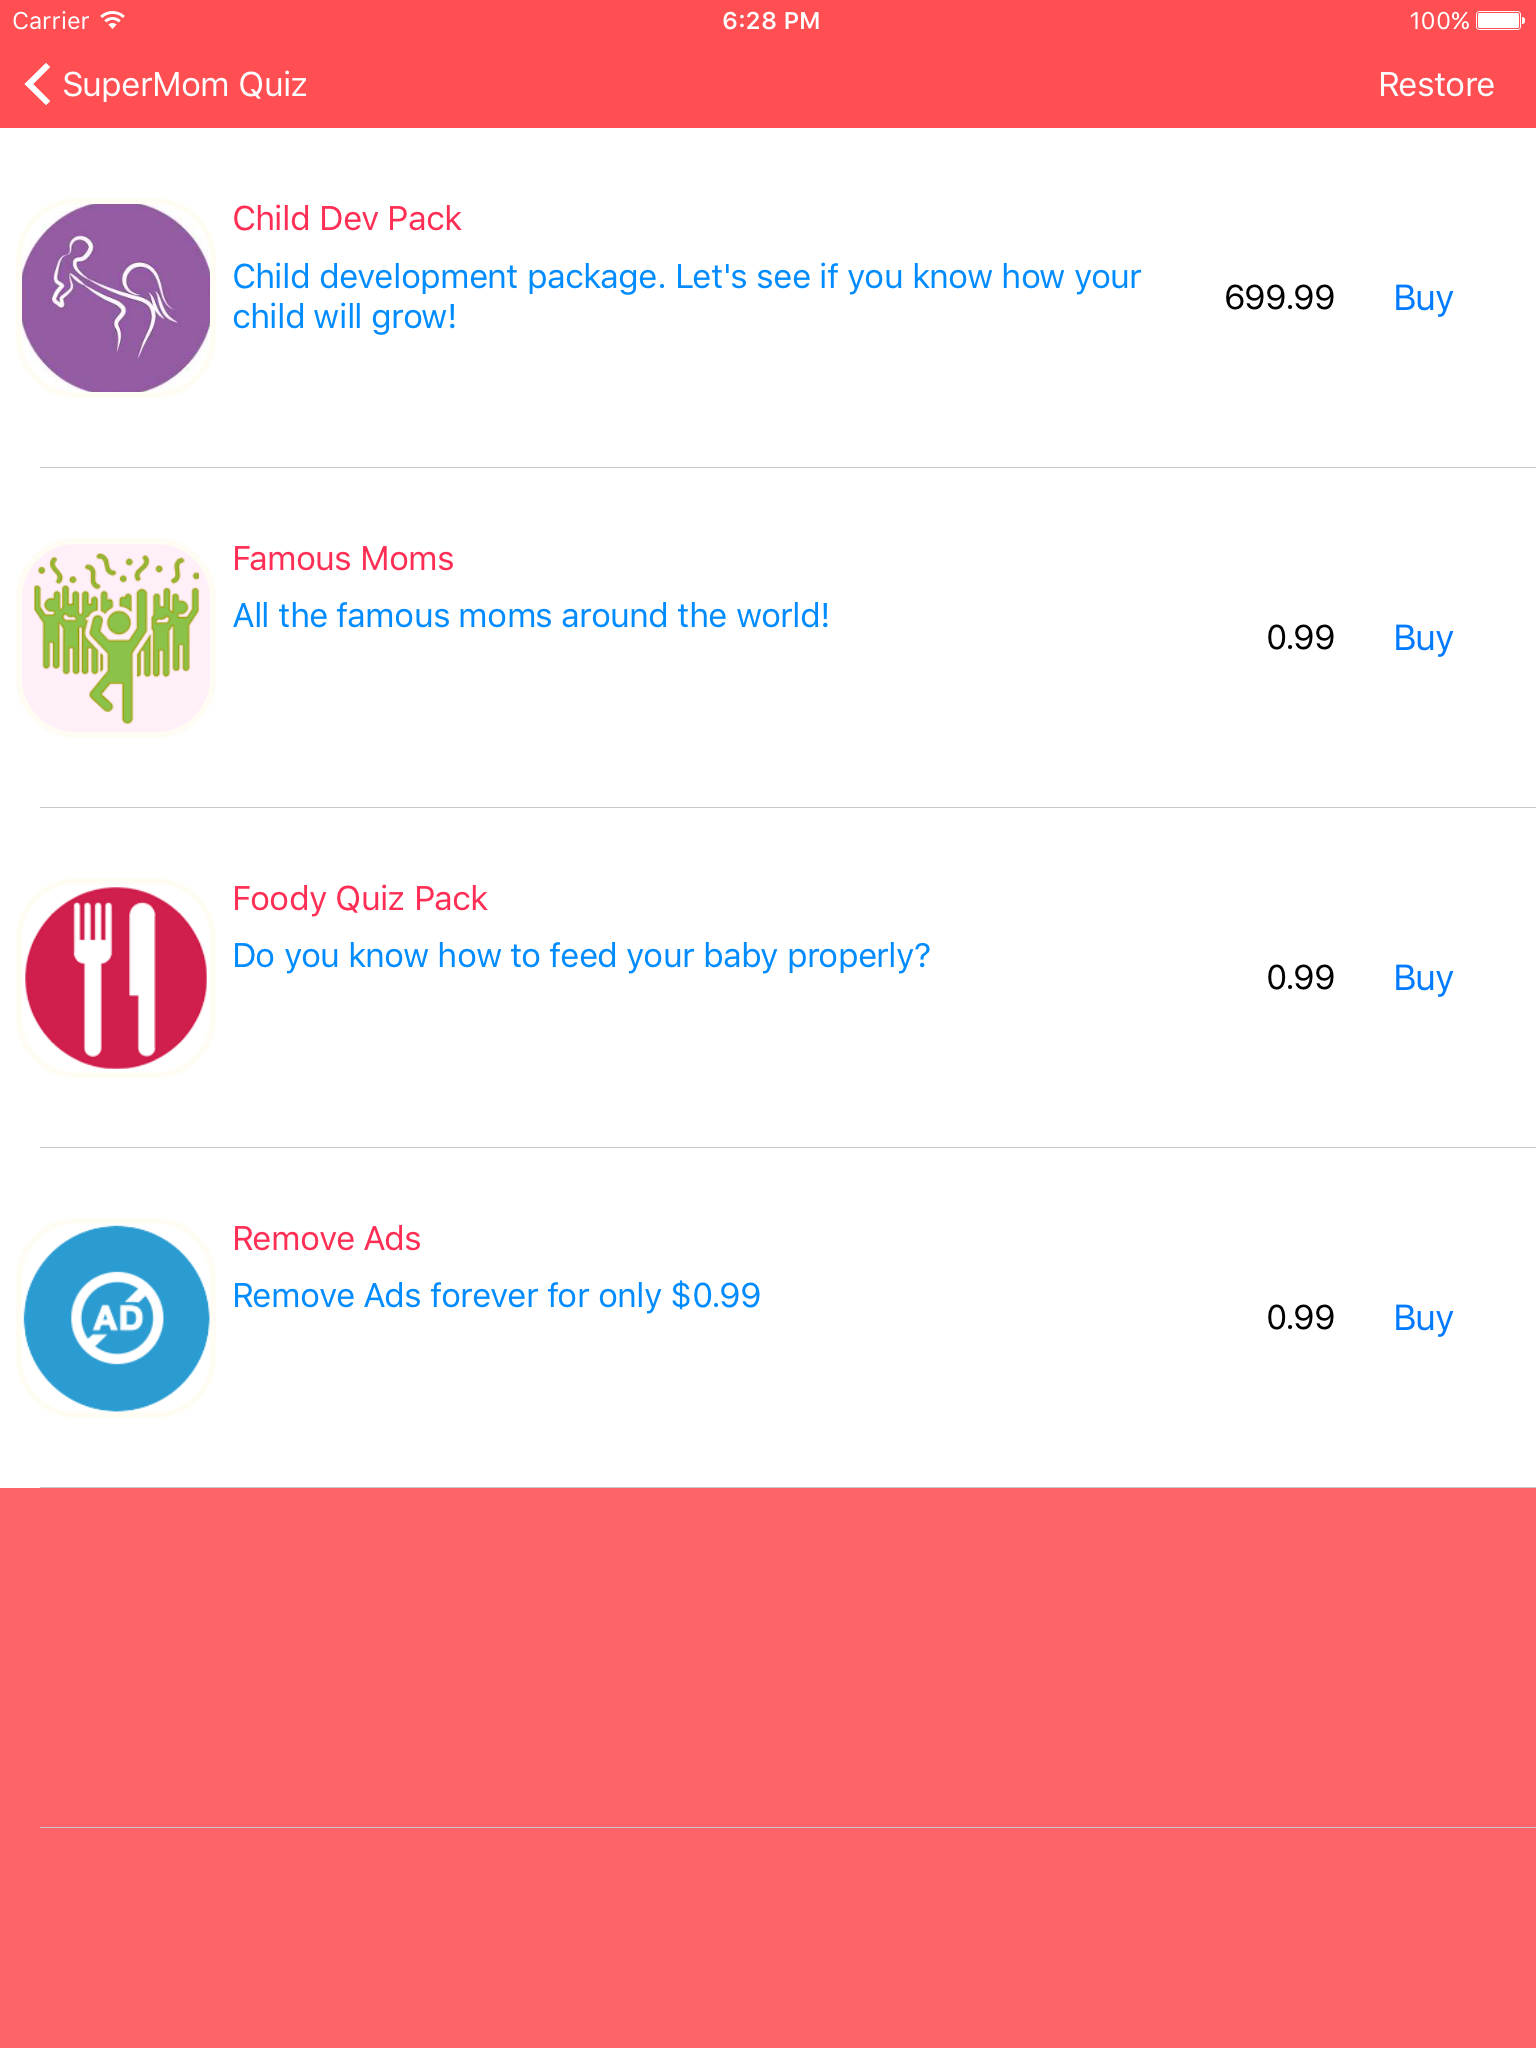 Carrier 6:28 PM 100%
SuperMom Quiz Restore
Child Dev Pack
Child development package. Let's see if you know how your
child will grow!
699.99 Buy
Famous Moms
All the famous moms around the world!
0.99 Buy
Foody Quiz Pack
Do you know how to feed your baby properly?
0.99 Buy
AD
Remove Ads
Remove Ads forever for only $0.99
0.99 Buy